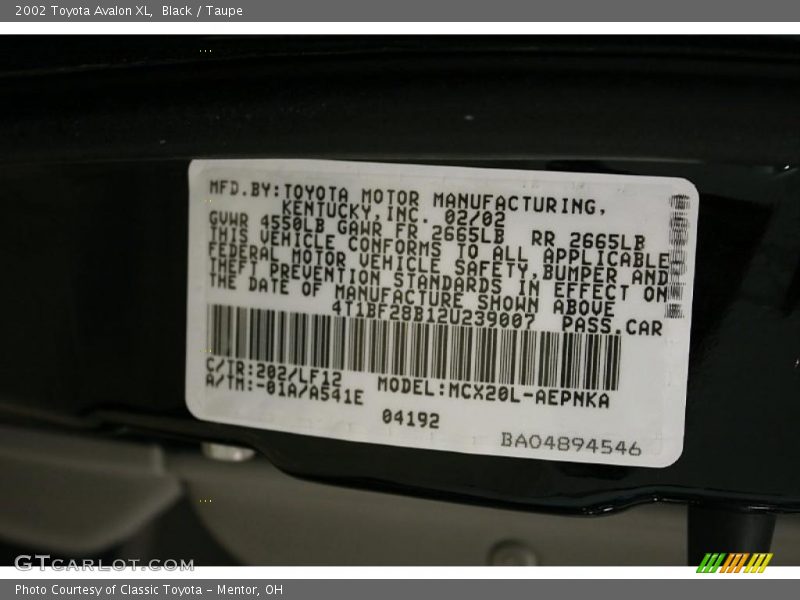 2002 Toyota Avalon XL, Black / Taupe
MFD.BY:TOYOTA MOTOR MANUFACTURING,
KENTUCKY,INC. 02/02
GVWR 4550LB GAWR FR 2665LB RR 2665LB
THIS VEHICLE CONFORMS TO ALL APPLICABLE
FEDERAL MOTOR VEHICLE SAFETY,BUMPER AND
THEFT PREVENTION STANDARDS IN EFFECT ON
THE DATE OF MANUFACTURE SHOWN ABOVE
4T1BF28B12U239007 PASS.CAR
C/TR:202/LF12
A/TM:-01A/A541E MODEL:MCX20L-AEPNKA
04192
BA04894546
GTCARLOT.COM
Photo Courtesy of Classic Toyota - Mentor, OH